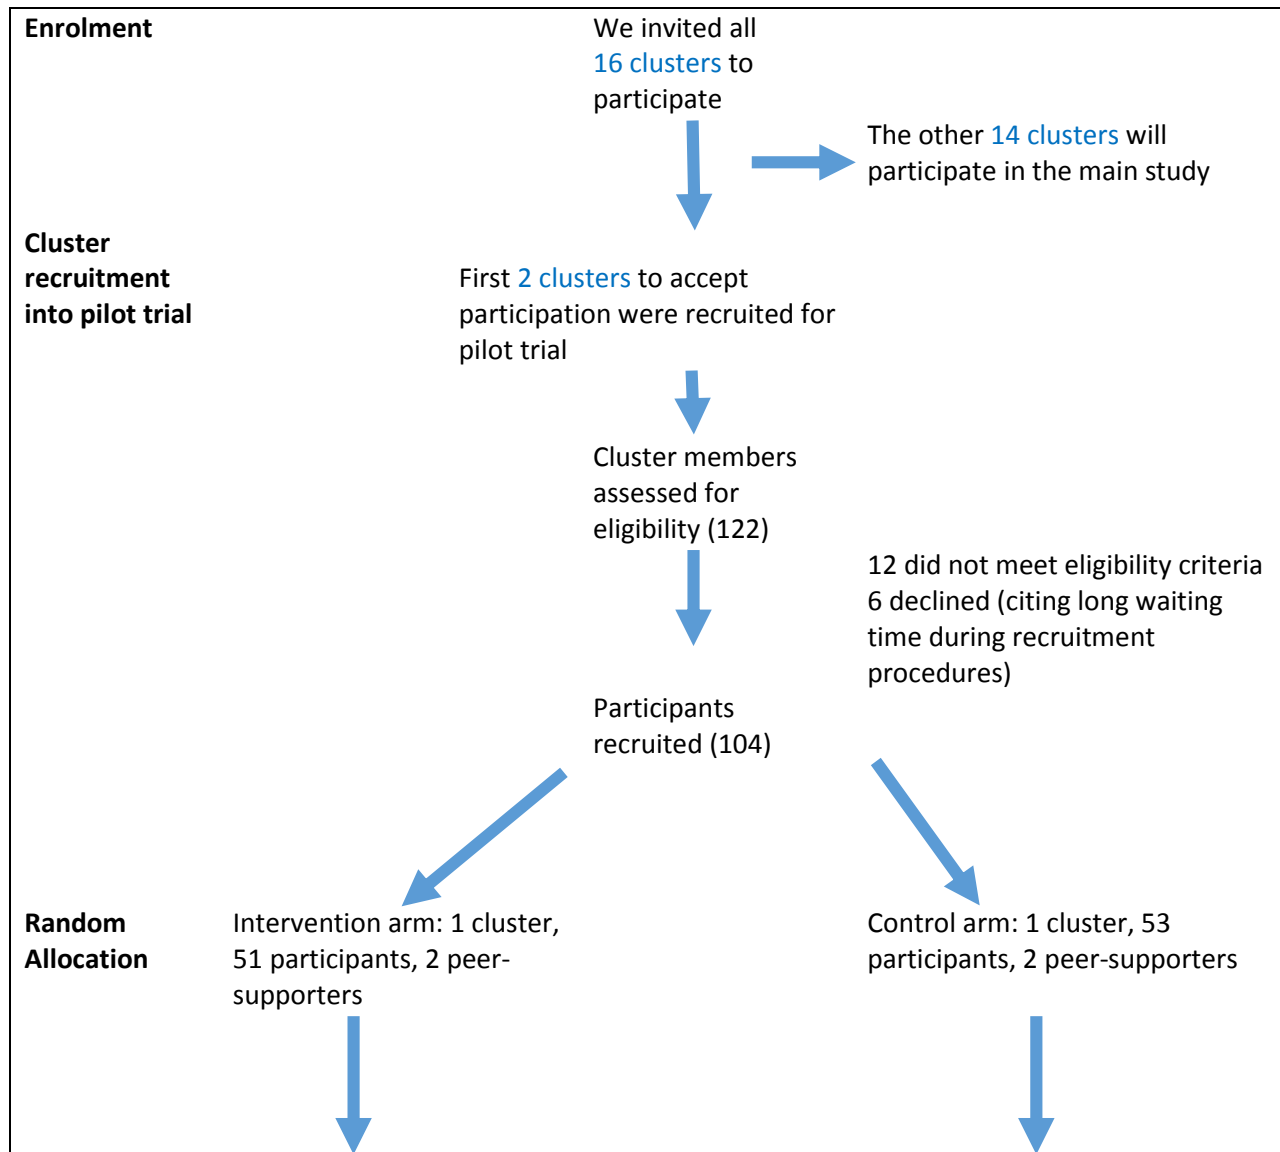 Enrolment
We invited all
16 clusters to
participate
The other 14 clusters will
participate in the main study
Cluster
recruitment
into pilot trial
First 2 clusters to accept
participation were recruited for
pilot trial
Cluster members
assessed for
eligibility (122)
12 did not meet eligibility criteria
6 declined (citing long waiting
time during recruitment
procedures)
Participants
recruited (104)
Random
Allocation
Intervention arm: 1 cluster,
51 participants, 2 peer-
supporters
Control arm: 1 cluster, 53
participants, 2 peer-supporters